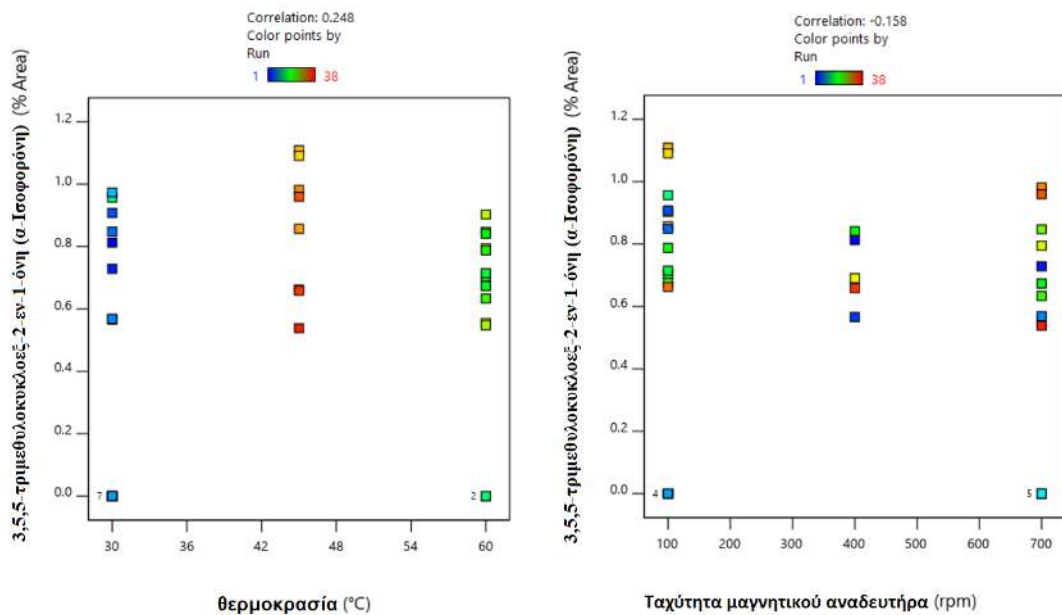 Correlation: 0.248
Color points by
Run
1 38
3,5,5-τριμεθυλοκυκλοεξ-2-εν-1-όνη (α-Ισοφορόνη) (% Area)
1.2
1.0
0.8
0.6
0.4
0.2
0.0
7
2
30 36 42 48 54 60
θερμοκρασία (°C)
Correlation: -0.158
Color points by
Run
1 38
3,5,5-τριμεθυλοκυκλοεξ-2-εν-1-όνη (α-Ισοφορόνη) (% Area)
1.2
1.0
0.8
0.6
0.4
0.2
0.0
4
5
100 200 300 400 500 600 700
Ταχύτητα μαγνητικού αναδευτήρα (rpm)